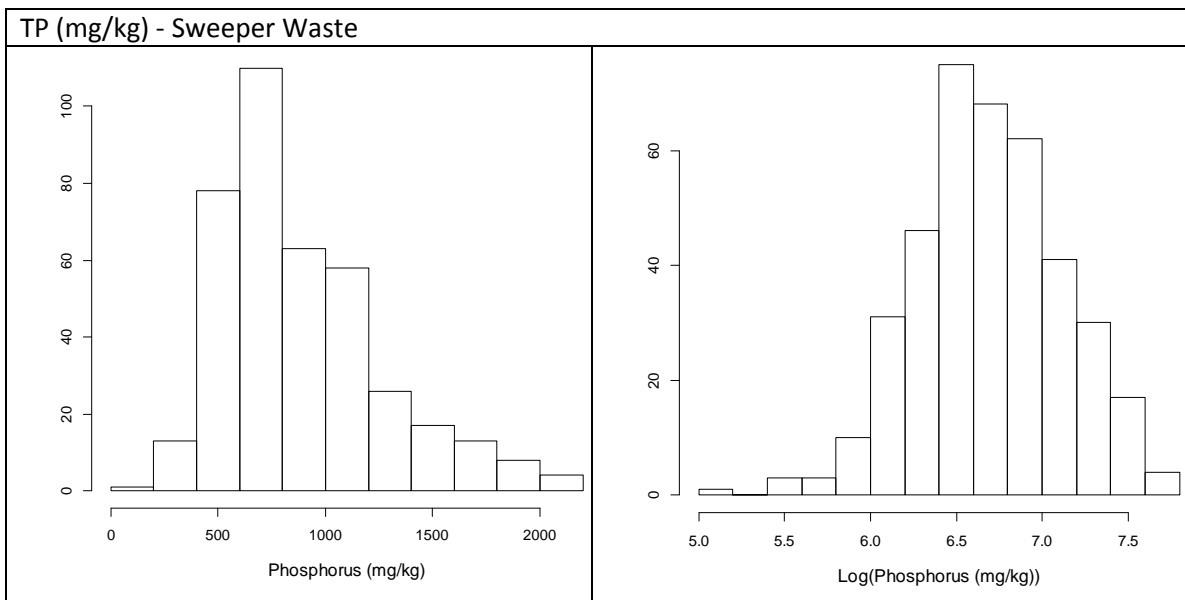 TP (mg/kg) - Sweeper Waste
100
80
60
40
20
0
0 500 1000 1500 2000
Phosphorus (mg/kg)
60
40
20
0
5.0 5.5 6.0 6.5 7.0 7.5
Log(Phosphorus (mg/kg))